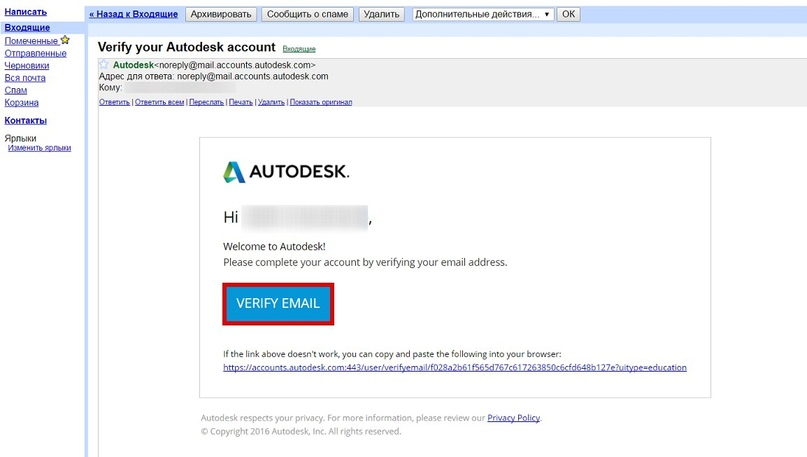 Написать
Входящие
Помеченные
Отправленные
Черновики
Вся почта
Спам
Корзина
Контакты
Ярлыки
Изменить ярлыки
« Назад к Входящие
Архивировать
Сообщить о спаме
Удалить
Дополнительные действия...
ОК
Verify your Autodesk account Входящие
Autodesk<noreply@mail.accounts.autodesk.com>
Адрес для ответа: noreply@mail.accounts.autodesk.com
Кому:
Ответить | Ответить всем | Переслать | Печать | Удалить | Показать оригинал
AUTODESK.
Hi ,
Welcome to Autodesk!
Please complete your account by verifying your email address.
VERIFY EMAIL
If the link above doesn't work, you can copy and paste the following into your browser:
https://accounts.autodesk.com:443/user/verifyemail/f028a2b61f565d767c617263850c6cfd648b127e?uitype=education
Autodesk respects your privacy. For more information, please review our Privacy Policy.
© Copyright 2016 Autodesk, Inc. All rights reserved.